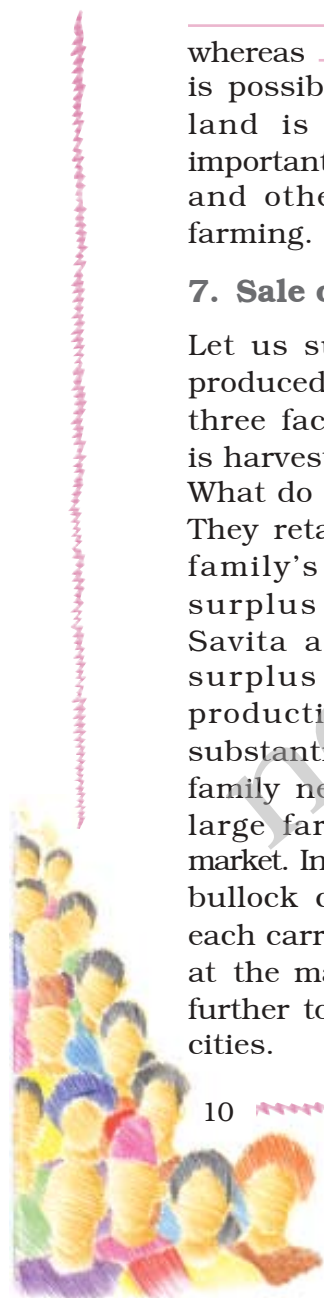 whereas
is possib
land is
important
and othe
farming.
7. Sale o
Let us su
produced
three fac
is harvest
What do
They reta
family's
surplus
Savita a
surplus
producti
substanti
family ne
large far
market. In
bullock c
each carr
at the ma
further to
cities.
10